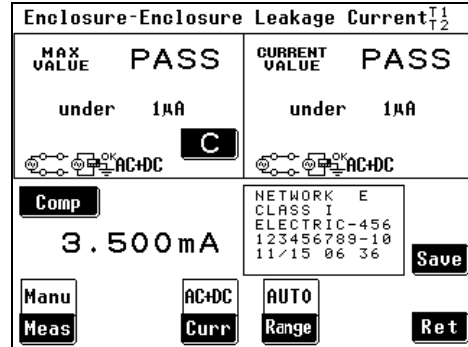 Enclosure-Enclosure Leakage Current T1 T2
MAX VALUE PASS
under 1µA
C
OK AC+DC
CURRENT VALUE PASS
under 1µA
OK AC+DC
Comp
3.500mA
NETWORK E
CLASS I
ELECTRIC-456
123456789-10
11/15 06 36
Save
Manu AC+DC AUTO
Meas Curr Range Ret